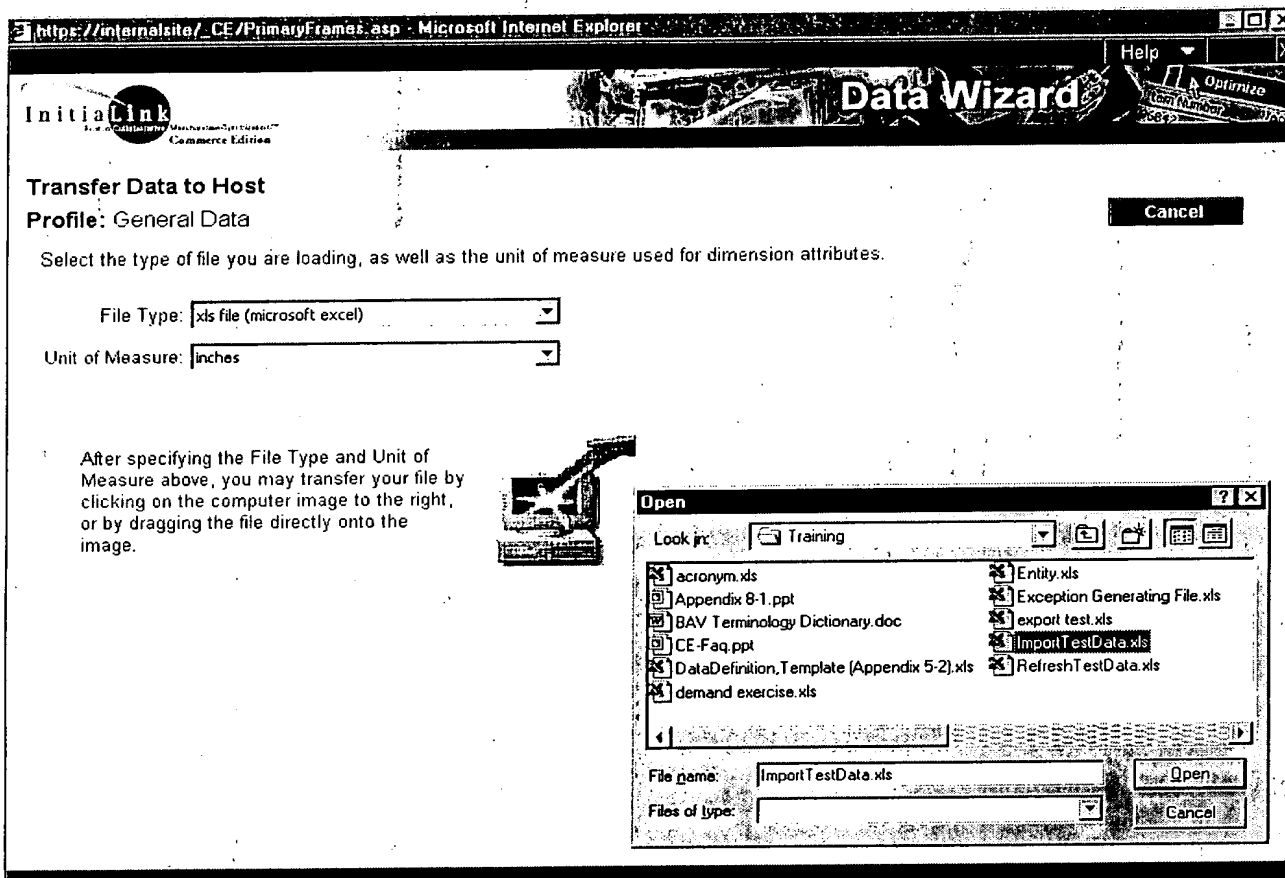 https://internalsite/_CE/PrimaryFrames.asp - Microsoft Internet Explorer
Help
InitiaLink
Commerce Edition
Data Wizard
Optimize
Item Number
Transfer Data to Host
Profile: General Data
Cancel
Select the type of file you are loading, as well as the unit of measure used for dimension attributes.
File Type: xls file (microsoft excel)
Unit of Measure: inches
After specifying the File Type and Unit of
Measure above, you may transfer your file by
clicking on the computer image to the right,
or by dragging the file directly onto the
image.
Open
Look in: Training
acronym.xls
Appendix 8-1.ppt
BAV Terminology Dictionary.doc
CE-Faq.ppt
DataDefinition,Template (Appendix 5-2).xls
demand exercise.xls
Entity.xls
Exception Generating File.xls
export test.xls
ImportTestData.xls
RefreshTestData.xls
File name: ImportTestData.xls
Open
Files of type:
Cancel